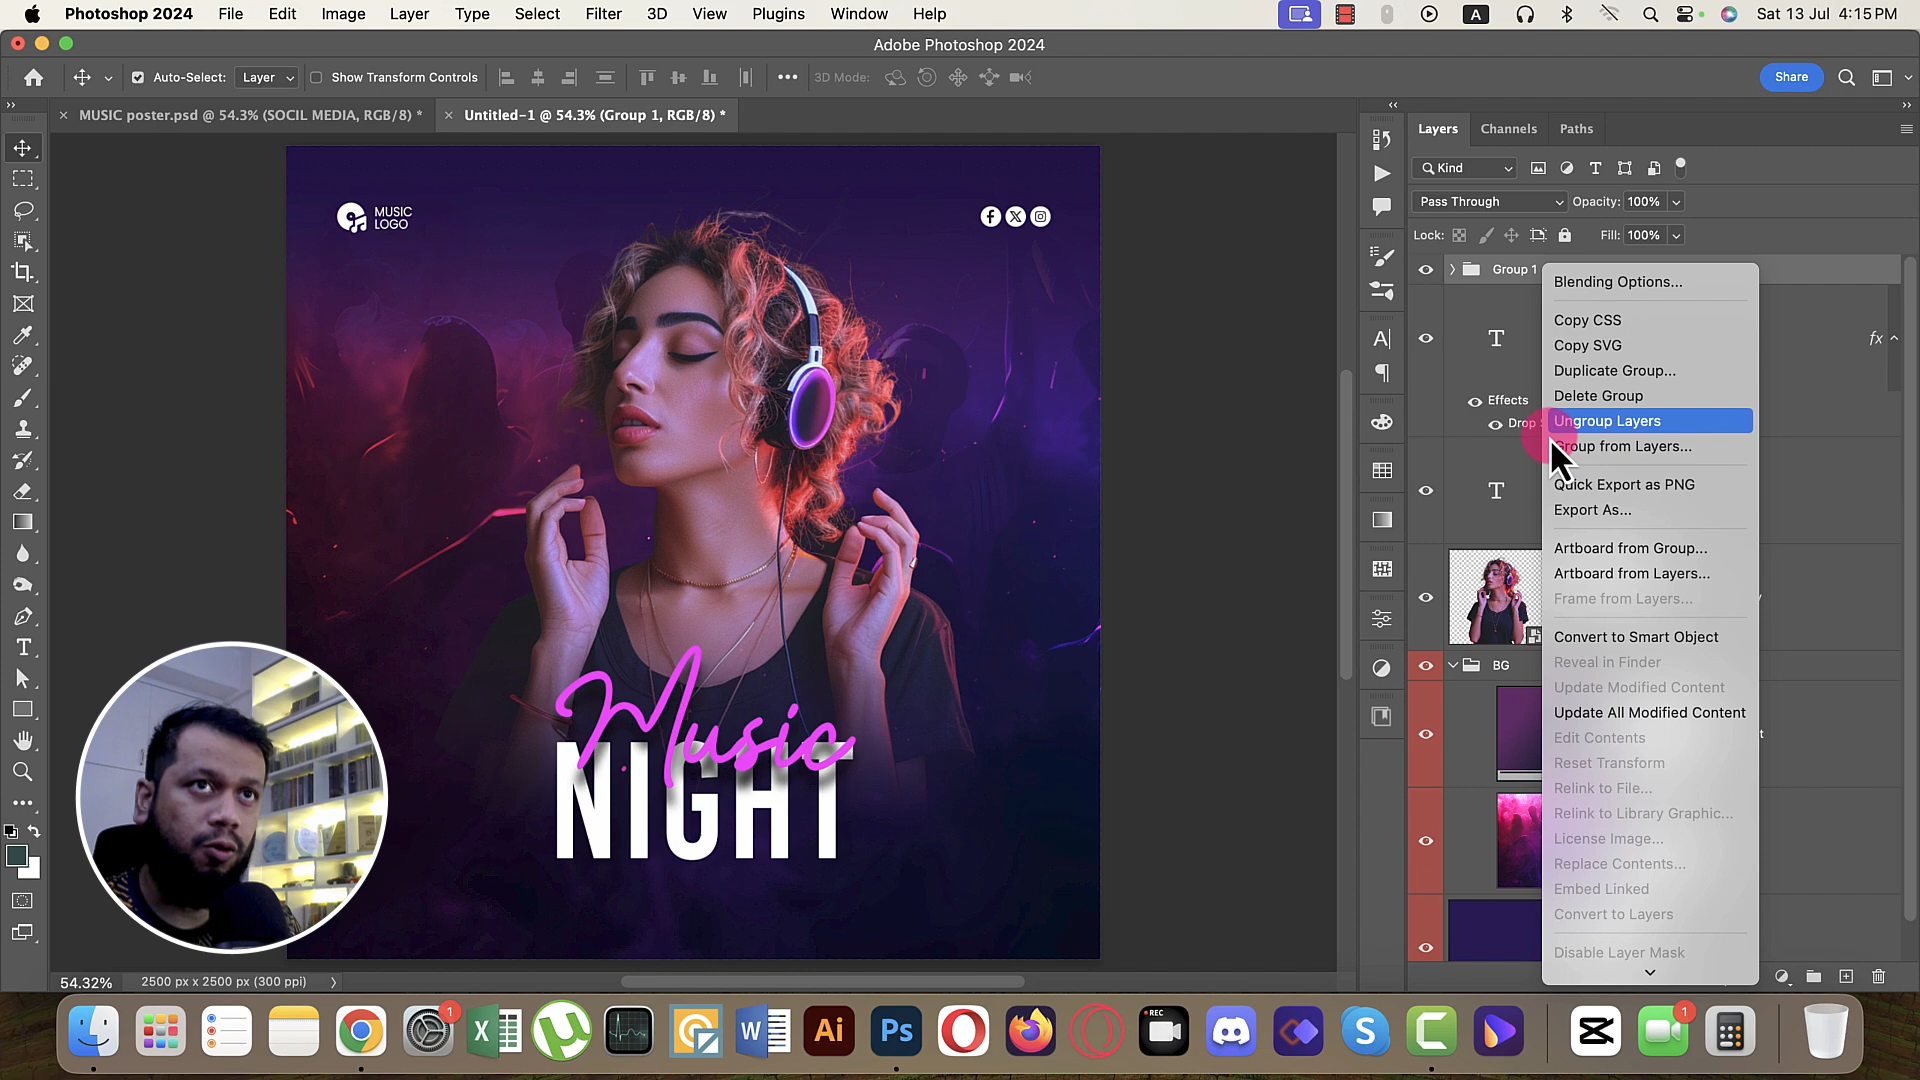 Photoshop 2024 File Edit Image Layer Type Select Filter 3D View Plugins Window Help A Sat 13 Jul 4:15 PM
Adobe Photoshop 2024
Auto-Select: Layer Show Transform Controls 3D Mode: Share
MUSIC poster.psd @ 54.3% (SOCIL MEDIA, RGB/8) * Untitled-1 @ 54.3% (Group 1, RGB/8) *
Layers Channels Paths
Kind
Pass Through Opacity: 100%
Lock: Fill: 100%
Group 1
Effects
Drop
BG
fx
Blending Options...
Copy CSS
Copy SVG
Duplicate Group...
Delete Group
Ungroup Layers
Group from Layers...
Quick Export as PNG
Export As...
Artboard from Group...
Artboard from Layers...
Frame from Layers...
Convert to Smart Object
Reveal in Finder
Update Modified Content
Update All Modified Content
Edit Contents
Reset Transform
Relink to File...
Relink to Library Graphic...
License Image...
Replace Contents...
Embed Linked
Convert to Layers
Disable Layer Mask
MUSIC
LOGO
Music
NIGHT
54.32% 2500 px x 2500 px (300 ppi)
1 X W Ai Ps REC S C 1